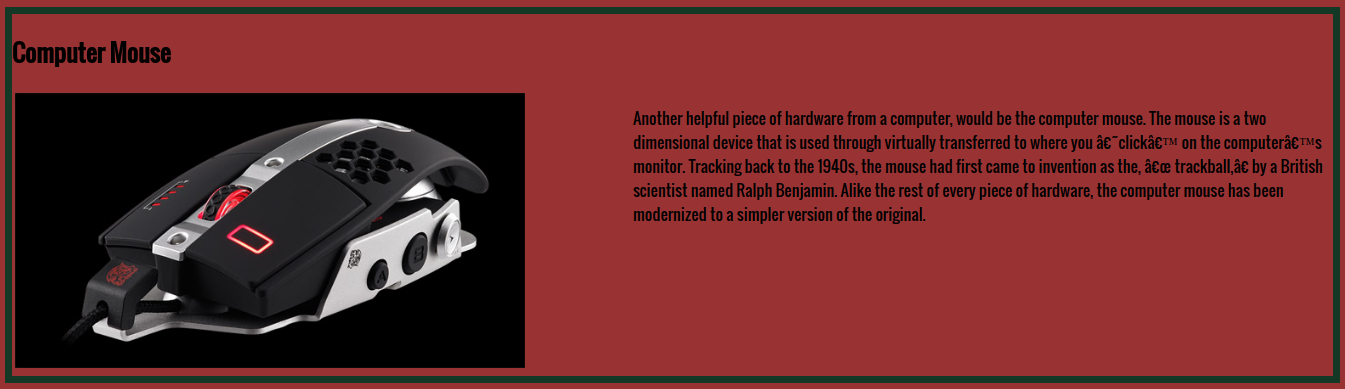 Computer Mouse
Another helpful piece of hardware from a computer, would be the computer mouse. The mouse is a two
dimensional device that is used through virtually transferred to where you â€˜clickâ€™ on the computerâ€™s
monitor. Tracking back to the 1940s, the mouse had first came to invention as the, â€œ trackball,â€ by a British
scientist named Ralph Benjamin. Alike the rest of every piece of hardware, the computer mouse has been
modernized to a simpler version of the original.